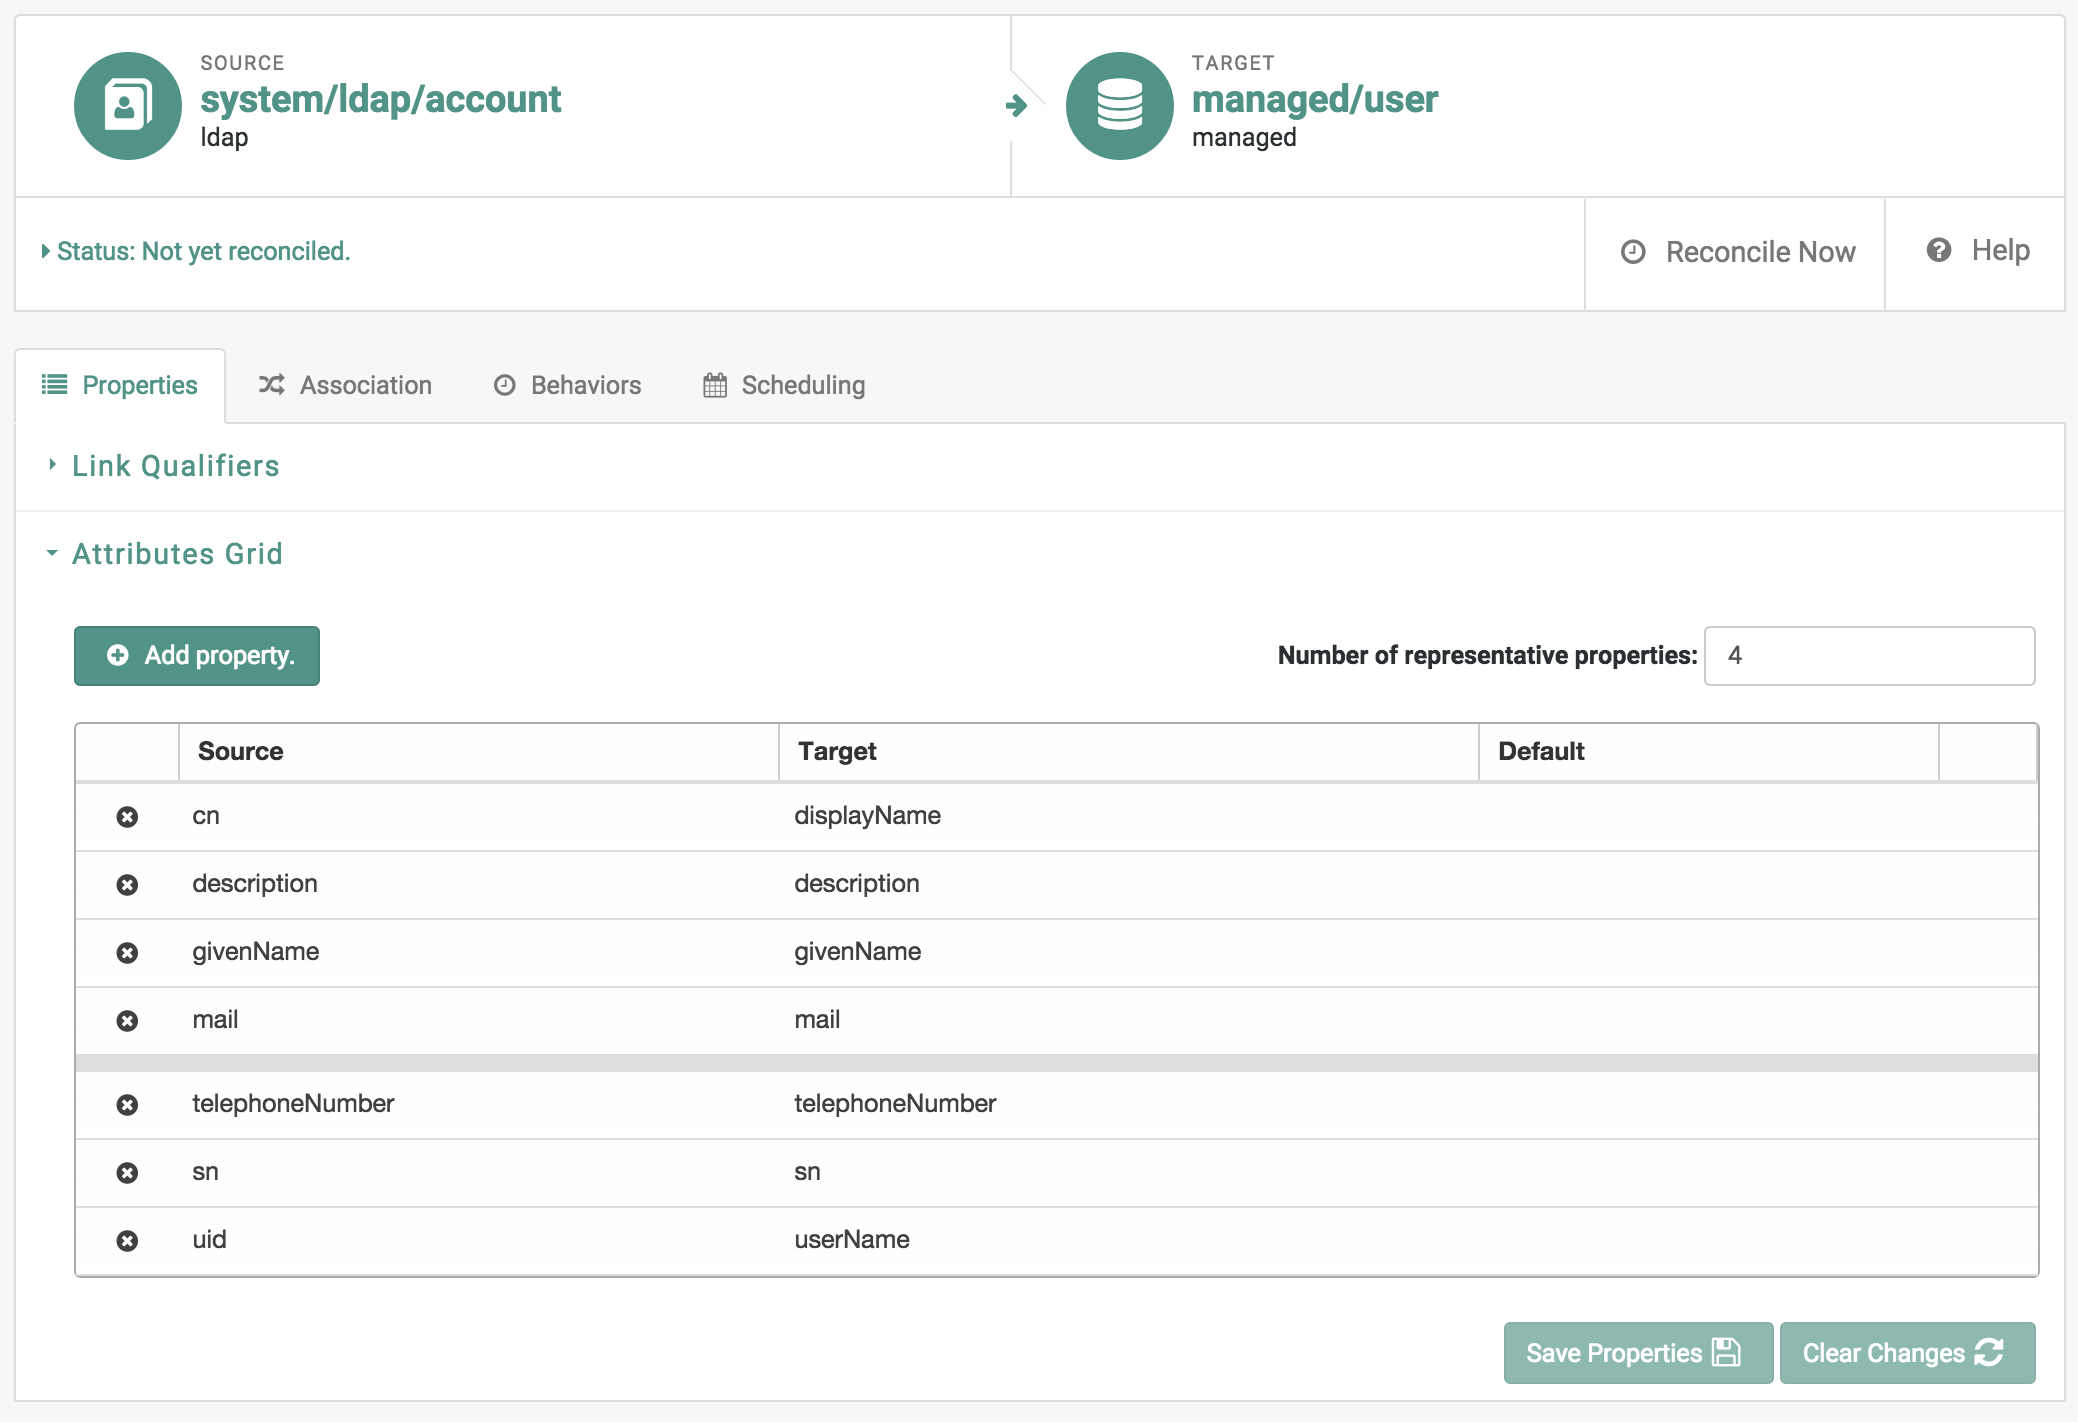 SOURCE
system/ldap/account
ldap
TARGET
managed/user
managed
Status: Not yet reconciled.
Reconcile Now
Help
Properties
Association
Behaviors
Scheduling
Link Qualifiers
Attributes Grid
Add property.
Number of representative properties: 4
Source Target Default
cn displayName
description description
givenName givenName
mail mail
telephoneNumber telephoneNumber
sn sn
uid userName
Save Properties
Clear Changes